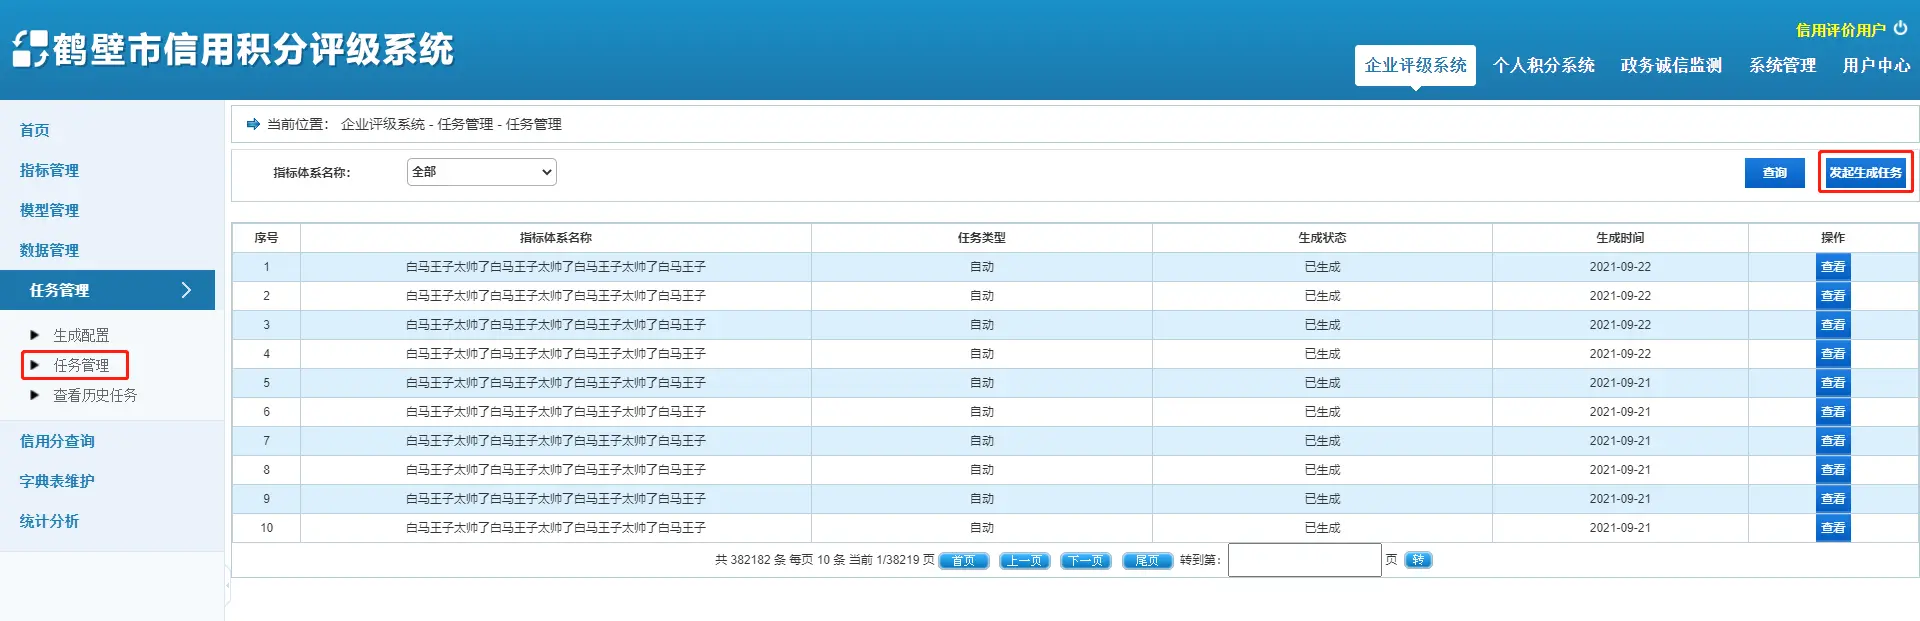 鹤壁市信用积分评级系统
信用评价用户
企业评级系统 个人积分系统 政务诚信监测 系统管理 用户中心
首页
指标管理
模型管理
数据管理
任务管理
生成配置
任务管理
查看历史任务
信用分查询
字典表维护
统计分析
当前位置： 企业评级系统 - 任务管理 - 任务管理
指标体系名称： 全部 查询 发起生成任务
序号 指标体系名称 任务类型 生成状态 生成时间 操作
1 白马王子太帅了白马王子太帅了白马王子太帅了白马王子 自动 已生成 2021-09-22 查看
2 白马王子太帅了白马王子太帅了白马王子太帅了白马王子 自动 已生成 2021-09-22 查看
3 白马王子太帅了白马王子太帅了白马王子太帅了白马王子 自动 已生成 2021-09-22 查看
4 白马王子太帅了白马王子太帅了白马王子太帅了白马王子 自动 已生成 2021-09-22 查看
5 白马王子太帅了白马王子太帅了白马王子太帅了白马王子 自动 已生成 2021-09-21 查看
6 白马王子太帅了白马王子太帅了白马王子太帅了白马王子 自动 已生成 2021-09-21 查看
7 白马王子太帅了白马王子太帅了白马王子太帅了白马王子 自动 已生成 2021-09-21 查看
8 白马王子太帅了白马王子太帅了白马王子太帅了白马王子 自动 已生成 2021-09-21 查看
9 白马王子太帅了白马王子太帅了白马王子太帅了白马王子 自动 已生成 2021-09-21 查看
10 白马王子太帅了白马王子太帅了白马王子太帅了白马王子 自动 已生成 2021-09-21 查看
共 382182 条 每页 10 条 当前 1/38219 页 首页 上一页 下一页 尾页 转到第： 页 转